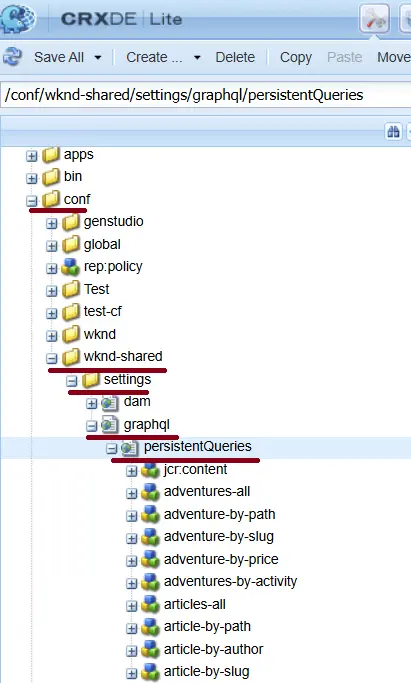 CRXDE | Lite
Save All Create ... Delete Copy Paste Move
/conf/wknd-shared/settings/graphql/persistentQueries
apps
bin
conf
genstudio
global
rep:policy
Test
test-cf
wknd
wknd-shared
settings
dam
graphql
persistentQueries
jcr:content
adventures-all
adventure-by-path
adventure-by-slug
adventure-by-price
adventures-by-activity
articles-all
article-by-path
article-by-author
article-by-slug